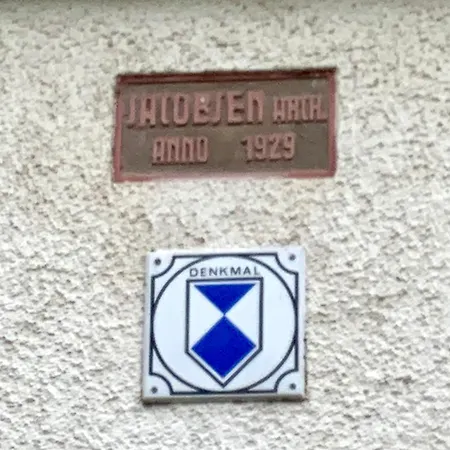 JACOBSEN ARCH.
ANNO 1929
DENKMAL